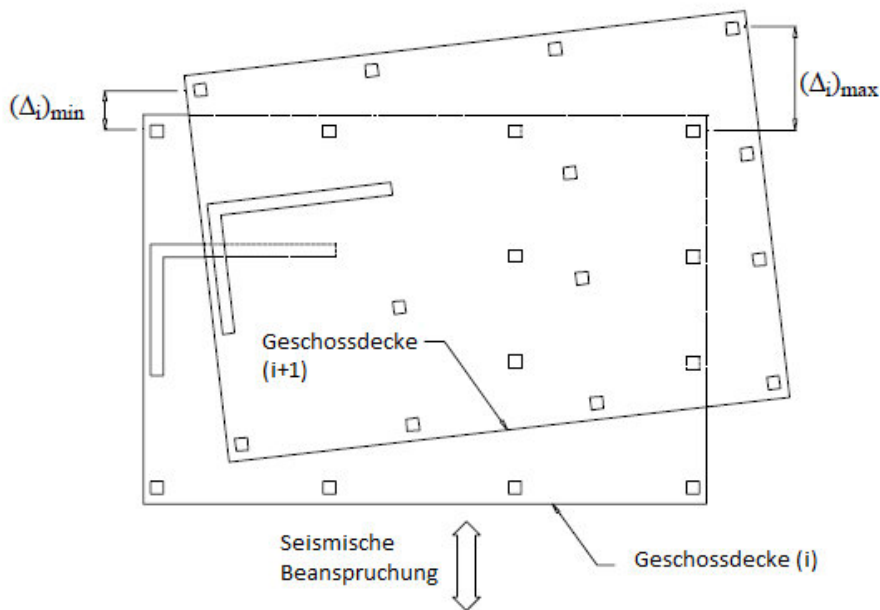 (Δi)min
(Δi)max
Geschossdecke
(i+1)
Seismische
Beanspruchung
Geschossdecke (i)